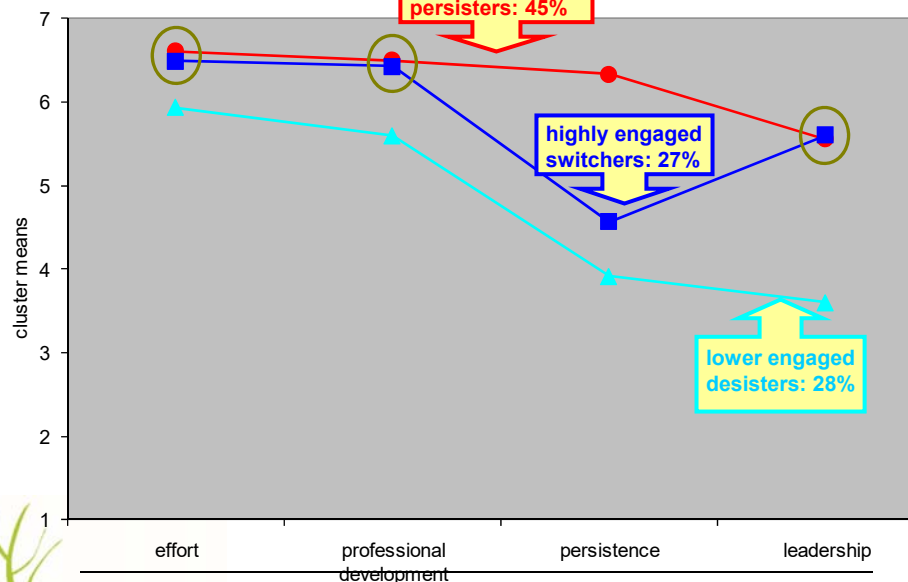 persisters: 45%
highly engaged
switchers: 27%
lower engaged
desisters: 28%
cluster means
7
6
5
4
3
2
1
effort
professional
development
persistence
leadership